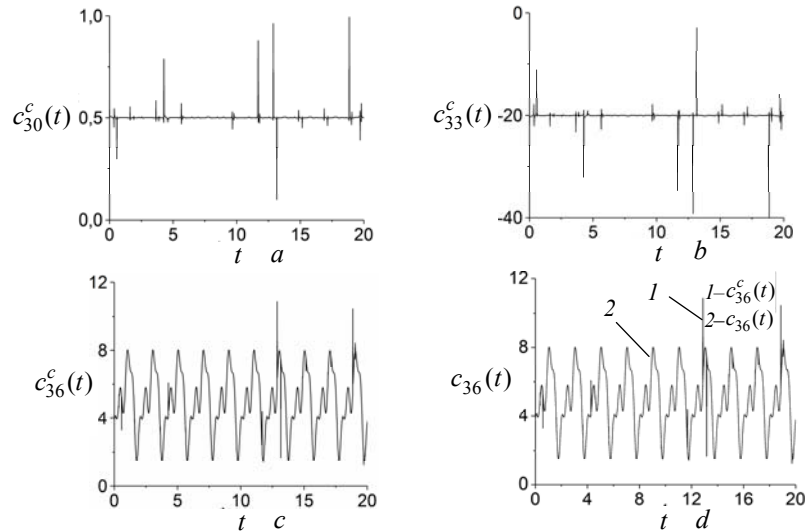 1,0
0,5
0,0
c^c_30(t)
0 5 10 15 20
t a
0
-20
-40
c^c_33(t)
0 5 10 15 20
t b
12
8
4
0
c^c_36(t)
0 5 10 15 20
t c
12
8
4
0
c_36(t)
2
1
1–c^c_36(t)
2–c_36(t)
0 4 8 12 16 20
t d